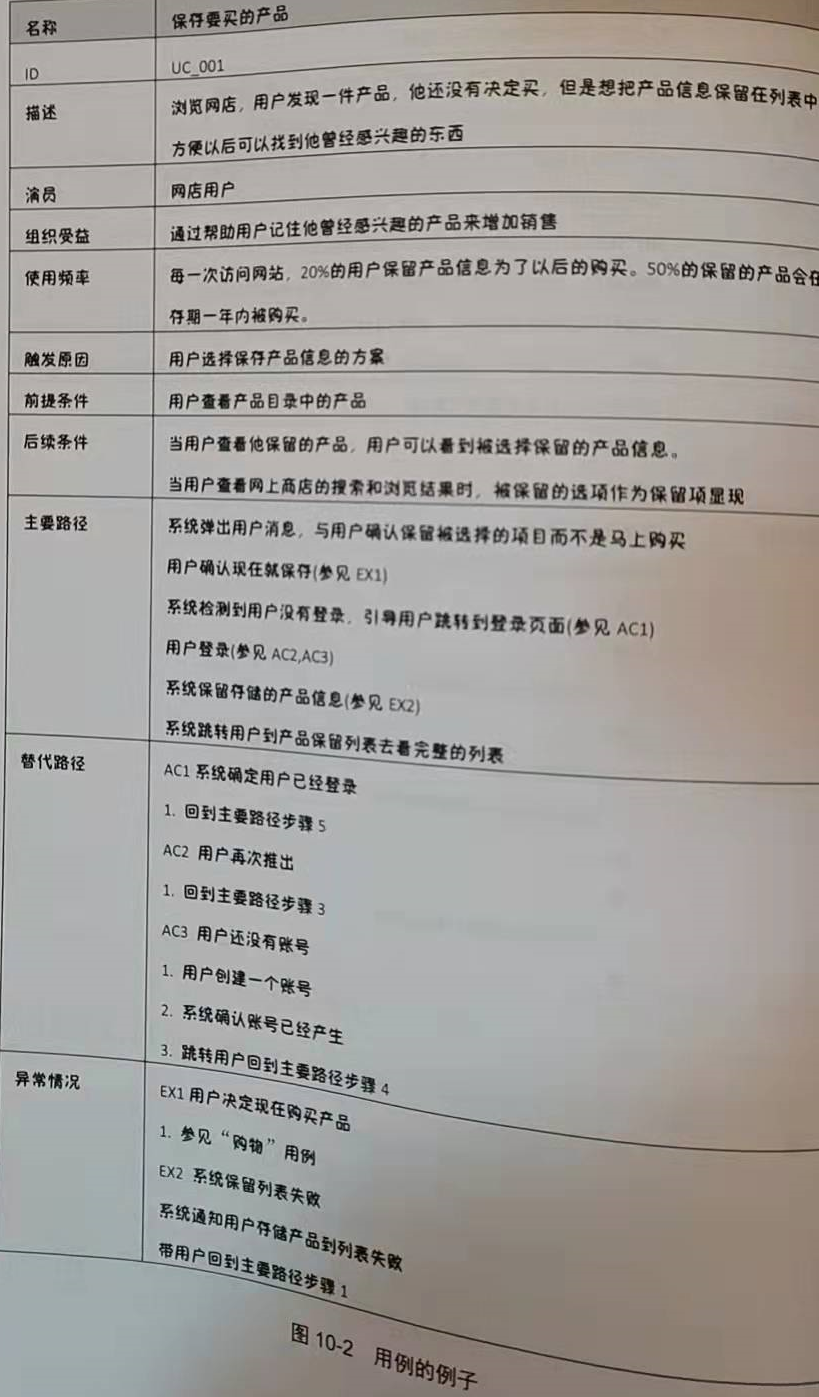 名称 保存要买的产品
ID UC_001
描述 浏览网店，用户发现一件产品，他还没有决定买，但是想把产品信息保留在列表中
方便以后可以找到他曾经感兴趣的东西
演员 网店用户
组织受益 通过帮助用户记住他曾经感兴趣的产品来增加销售
使用频率 每一次访问网站，20%的用户保留产品信息为了以后的购买。50%的保留的产品会在
存期一年内被购买。
触发原因 用户选择保存产品信息的方案
前提条件 用户查看产品目录中的产品
后续条件 当用户查看他保留的产品，用户可以看到被选择保留的产品信息。
当用户查看网上商店的搜索和浏览结果时，被保留的选项作为保留项显现
主要路径 系统弹出用户消息，与用户确认保留被选择的项目而不是马上购买
用户确认现在就保存(参见 EX1)
系统检测到用户没有登录，引导用户跳转到登录页面(参见 AC1)
用户登录(参见 AC2,AC3)
系统保留存储的产品信息(参见 EX2)
系统跳转用户到产品保留列表去看完整的列表
替代路径 AC1 系统确定用户已经登录
1. 回到主要路径步骤 5
AC2 用户再次推出
1. 回到主要路径步骤 3
AC3 用户还没有账号
1. 用户创建一个账号
2. 系统确认账号已经产生
3. 跳转用户回到主要路径步骤 4
异常情况 EX1 用户决定现在购买产品
1. 参见“购物”用例
EX2 系统保留列表失败
系统通知用户存储产品到列表失败
带用户回到主要路径步骤 1
图 10-2 用例的例子